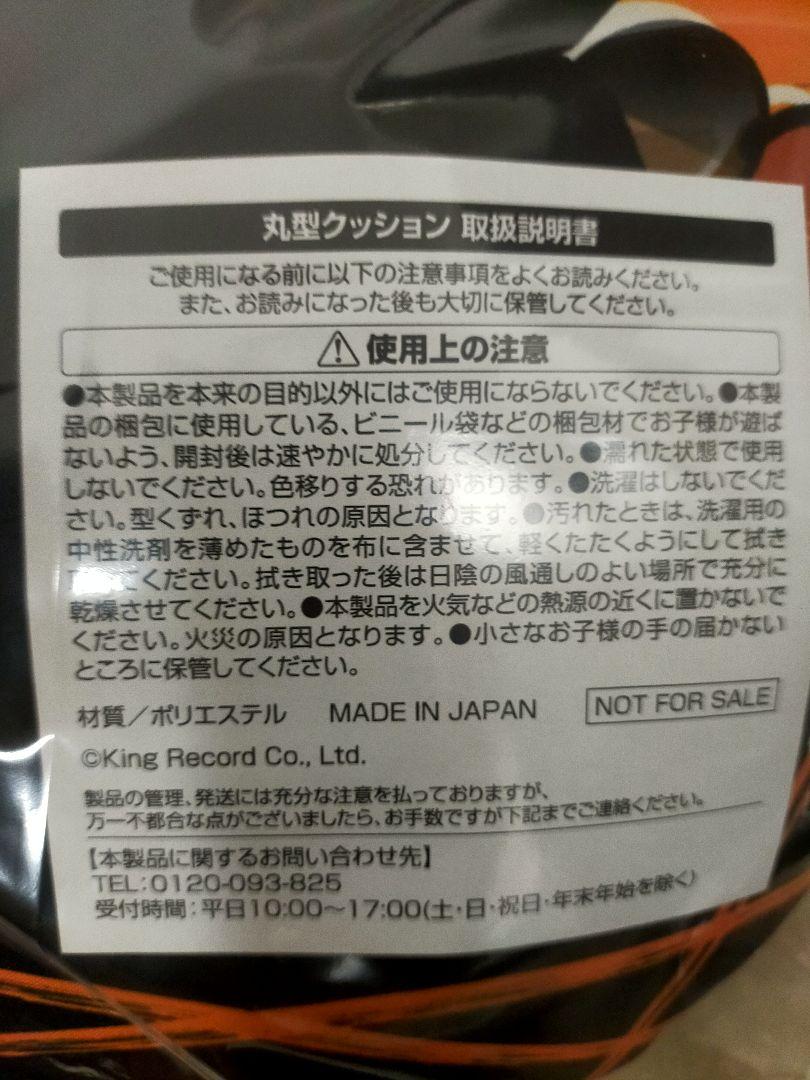 丸型クッション 取扱説明書
ご使用になる前に以下の注意事項をよくお読みください。
また、お読みになった後も大切に保管してください。
使用上の注意
●本製品を本来の目的以外にはご使用にならないでください。●本製
品の梱包に使用している、ビニール袋などの梱包材でお子様が遊ば
ないよう、開封後は速やかに処分してください。●濡れた状態で使用
しないでください。色移りする恐れがあります。●洗濯はしないでくだ
さい。型くずれ、ほつれの原因となります。●汚れたときは、洗濯用の
中性洗剤を薄めたものを布に含ませて、軽くたたくようにして拭き
てください。拭き取った後は日陰の風通しのよい場所で充分に
乾燥させてください。●本製品を火気などの熱源の近くに置かないで
ください。火災の原因となります。●小さなお子様の手の届かない
ところに保管してください。
材質／ポリエステル MADE IN JAPAN NOT FOR SALE
©King Record Co., Ltd.
製品の管理、発送には充分な注意を払っておりますが、
万一不都合な点がございましたら、お手数ですが下記までご連絡ください。
【本製品に関するお問い合わせ先】
TEL:0120-093-825
受付時間：平日10:00～17:00(土・日・祝日・年末年始を除く)